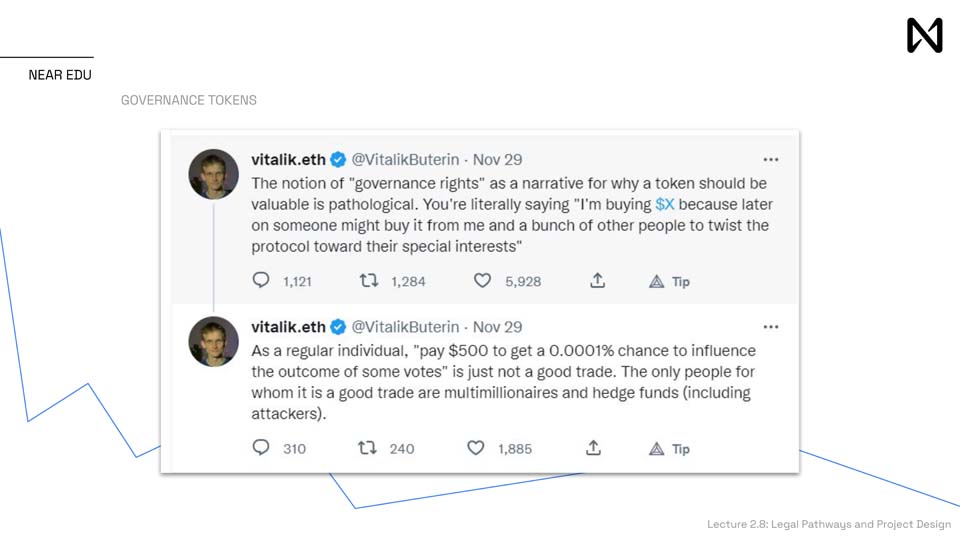 NEAR EDU
GOVERNANCE TOKENS
vitalik.eth @VitalikButerin · Nov 29
The notion of "governance rights" as a narrative for why a token should be
valuable is pathological. You're literally saying "I'm buying $X because later
on someone might buy it from me and a bunch of other people to twist the
protocol toward their special interests"
1,121 1,284 5,928 Tip
vitalik.eth @VitalikButerin · Nov 29
As a regular individual, "pay $500 to get a 0.0001% chance to influence
the outcome of some votes" is just not a good trade. The only people for
whom it is a good trade are multimillionaires and hedge funds (including
attackers).
310 240 1,885 Tip
Lecture 2.8: Legal Pathways and Project Design